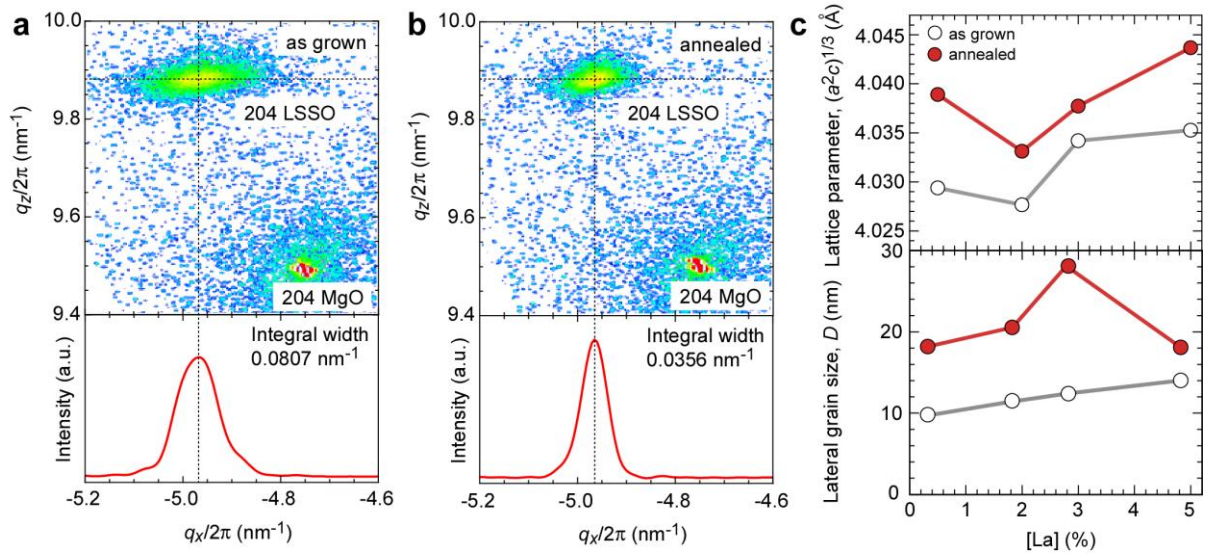 a
10.0
9.8
9.6
9.4
q_z/2π (nm⁻¹)
as grown
204 LSSO
204 MgO
Intensity (a.u.)
Integral width
0.0807 nm⁻¹
-5.2 -5.0 -4.8 -4.6
q_x/2π (nm⁻¹)
b
10.0
9.8
9.6
9.4
q_z/2π (nm⁻¹)
annealed
204 LSSO
204 MgO
Intensity (a.u.)
Integral width
0.0356 nm⁻¹
-5.2 -5.0 -4.8 -4.6
q_x/2π (nm⁻¹)
c
Lattice parameter, (a²c)1/3 (Å)
4.045
4.040
4.035
4.030
4.025
as grown
annealed
Lateral grain size, D (nm)
30
20
10
0
0 1 2 3 4 5
[La] (%)